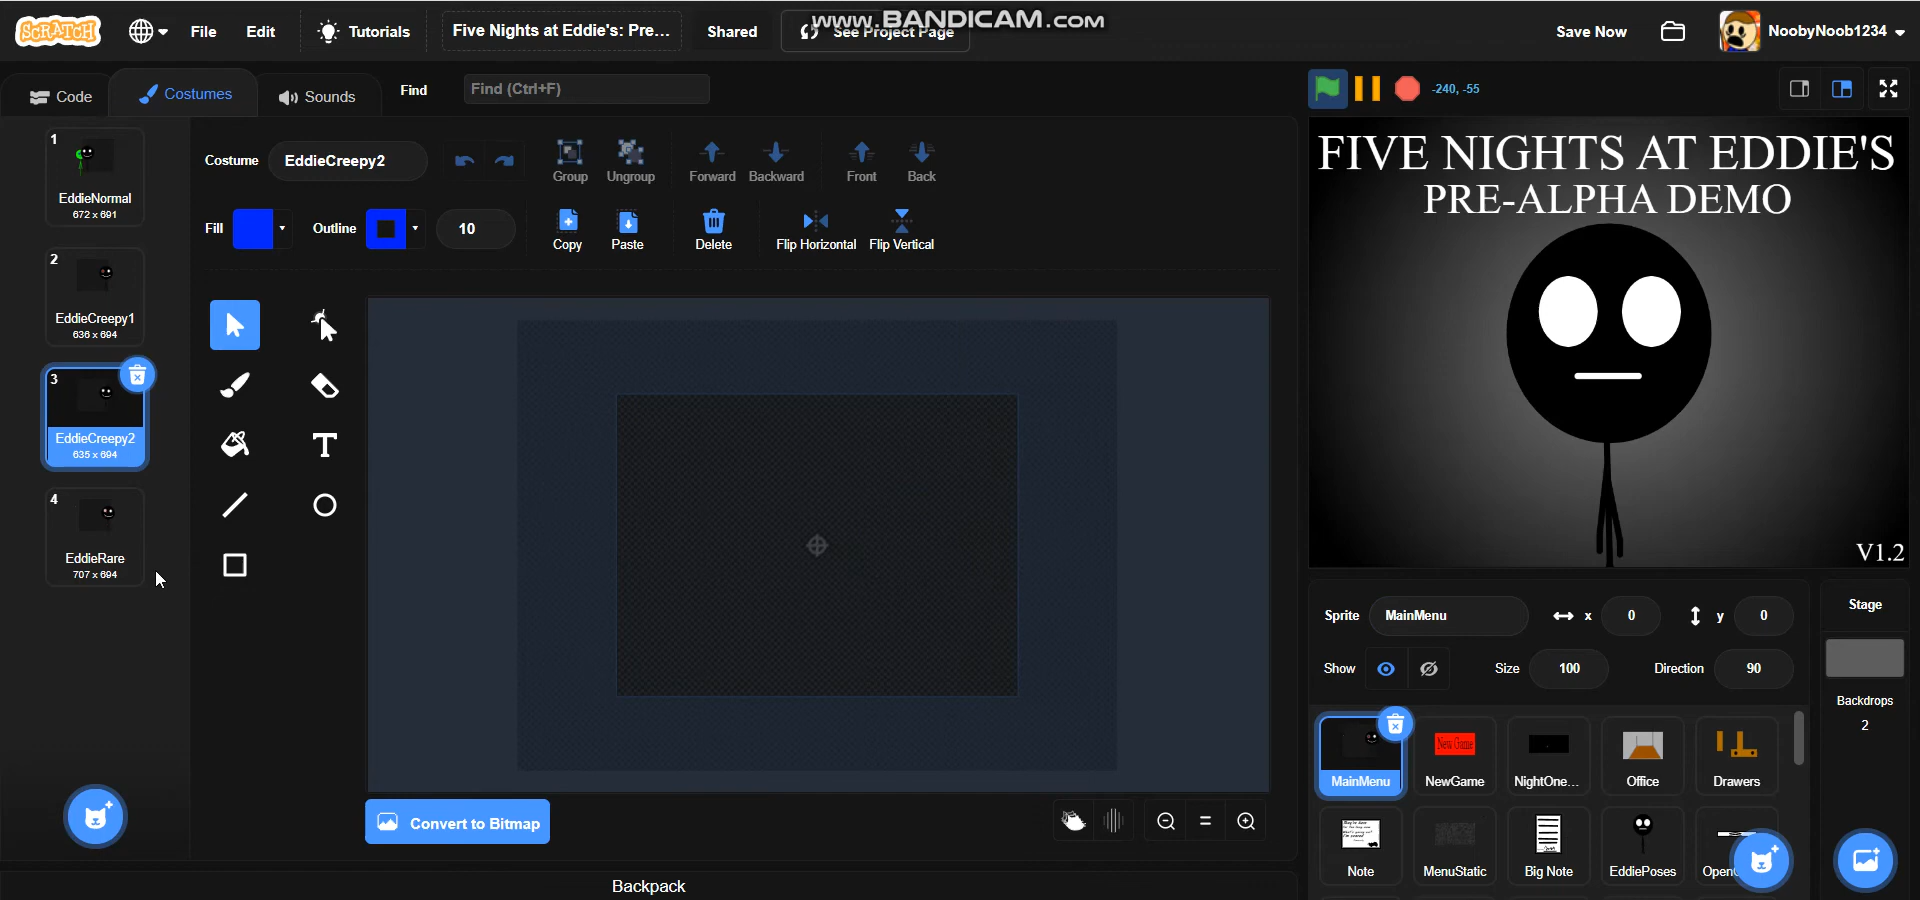 SCRATCH
File
Edit
Tutorials
Five Nights at Eddie's: Pre...
Shared
See Project Page
www.BANDICAM.com
Save Now
NoobyNoob1234
Code
Costumes
Sounds
Find
Find (Ctrl+F)
-240, -55
1
EddieNormal
672 x 691
2
EddieCreepy1
636 x 694
3
EddieCreepy2
635 x 694
4
EddieRare
707 x 694
Costume
EddieCreepy2
Group
Ungroup
Forward
Backward
Front
Back
Fill
Outline
10
Copy
Paste
Delete
Flip Horizontal
Flip Vertical
T
Convert to Bitmap
Backpack
FIVE NIGHTS AT EDDIE'S
PRE-ALPHA DEMO
V1.2
Sprite
MainMenu
x
0
y
0
Show
Size
100
Direction
90
Stage
Backdrops
2
MainMenu
New Game
NewGame
NightOne...
Office
Drawers
Note
MenuStatic
Big Note
EddiePoses